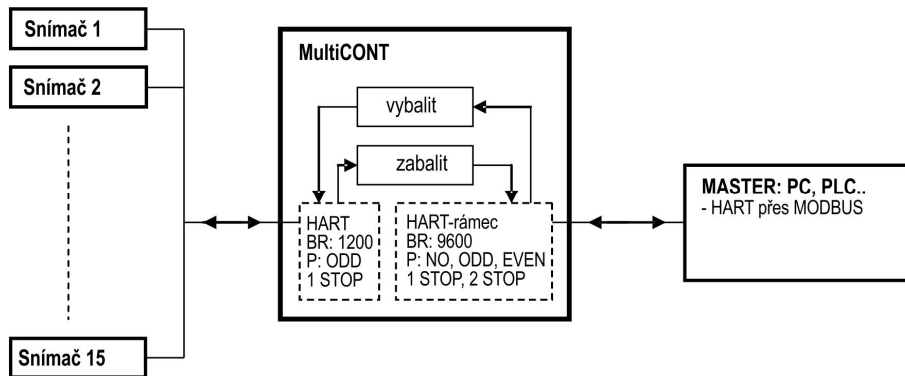 Snímač 1
Snímač 2
Snímač 15
MultiCONT
vybalit
zabalit
HART
BR: 1200
P: ODD
1 STOP
HART-rámec
BR: 9600
P: NO, ODD, EVEN
1 STOP, 2 STOP
MASTER: PC, PLC..
- HART přes MODBUS